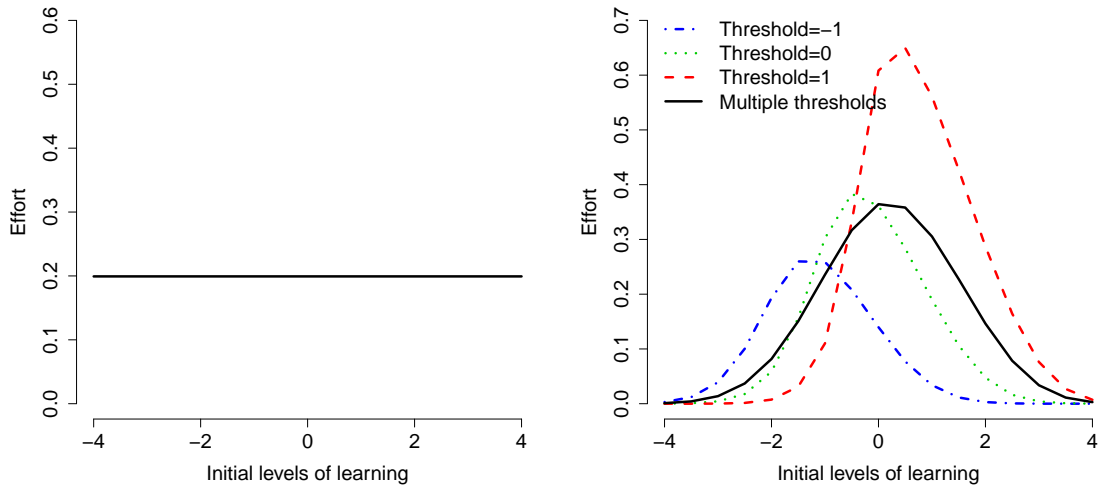 0.0 0.1 0.2 0.3 0.4 0.5 0.6
Effort
−4 −2 0 2 4
Initial levels of learning
Threshold=−1
Threshold=0
Threshold=1
Multiple thresholds
0.0 0.1 0.2 0.3 0.4 0.5 0.6 0.7
Effort
−4 −2 0 2 4
Initial levels of learning